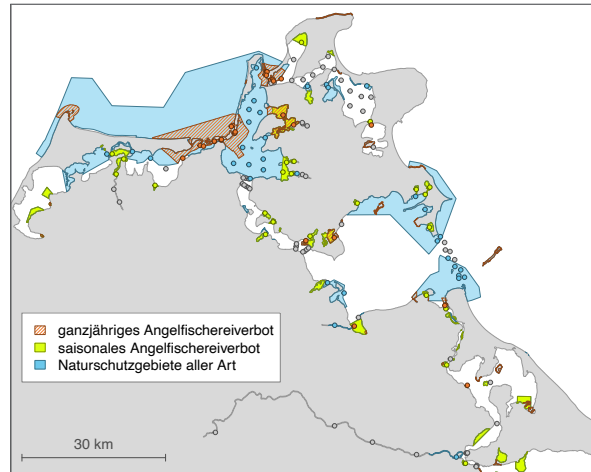 ganzjähriges Angelfischereiverbot
saisonales Angelfischereiverbot
Naturschutzgebiete aller Art
30 km